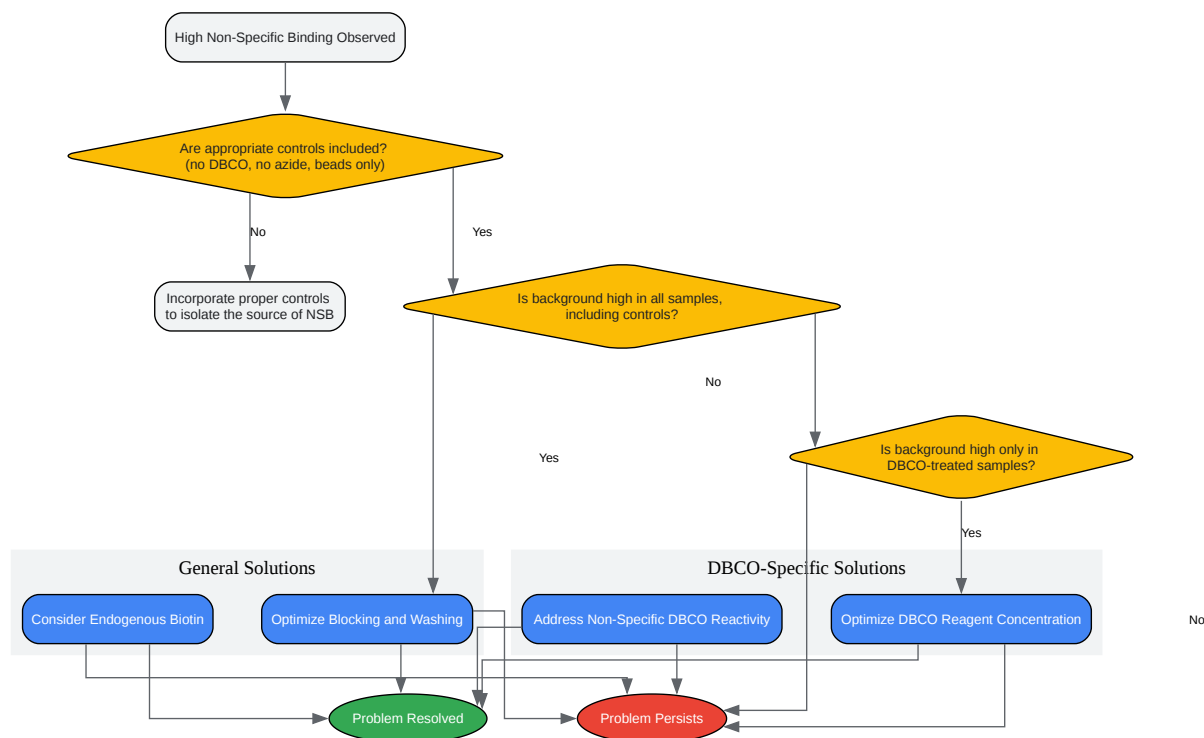 High Non-Specific Binding Observed
Are appropriate controls included?
(no DBCO, no azide, beads only)
No
Yes
Incorporate proper controls
to isolate the source of NSB
Is background high in all samples,
including controls?
No
Yes
Is background high only in
DBCO-treated samples?
Yes
No
General Solutions
DBCO-Specific Solutions
Consider Endogenous Biotin
Optimize Blocking and Washing
Address Non-Specific DBCO Reactivity
Optimize DBCO Reagent Concentration
Problem Resolved
Problem Persists